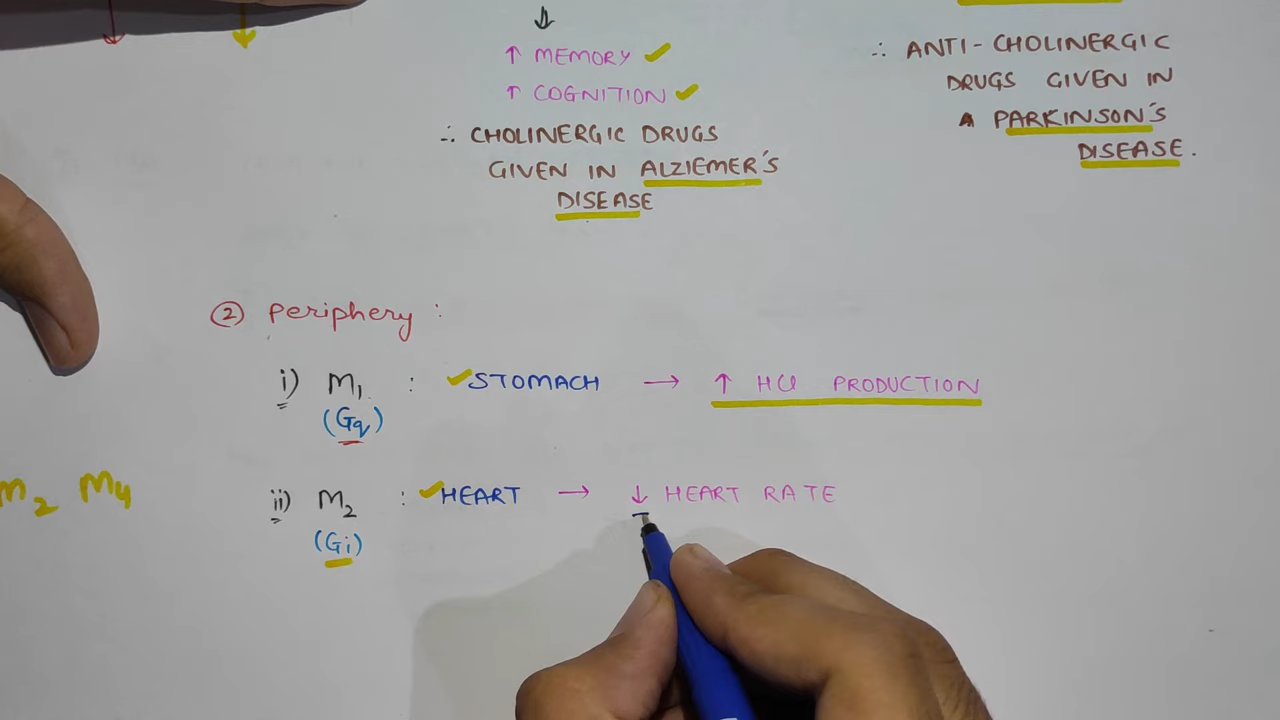 ↑ MEMORY ✓
↑ COGNITION ✓
∴ CHOLINERGIC DRUGS
GIVEN IN ALZIEMER'S
DISEASE
∴ ANTI-CHOLINERGIC
DRUGS GIVEN IN
PARKINSON'S
DISEASE.
② Periphery :
i) M₁ : ✓STOMACH → ↑ HCl PRODUCTION
(Gq)
M₂ M₄
ii) M₂ : ✓HEART → ↓ HEART RATE
(Gi)